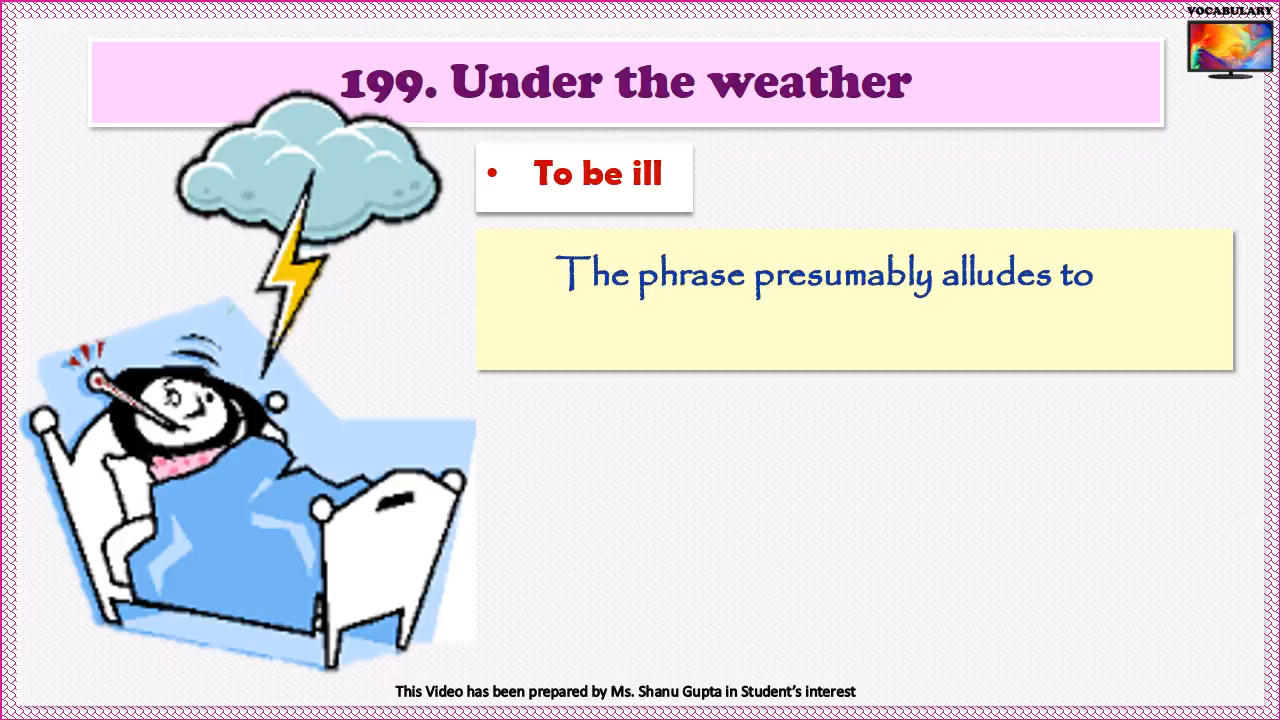 VOCABULARY
199. Under the weather
• To be ill
The phrase presumably alludes to
This Video has been prepared by Ms. Shanu Gupta in Student's interest